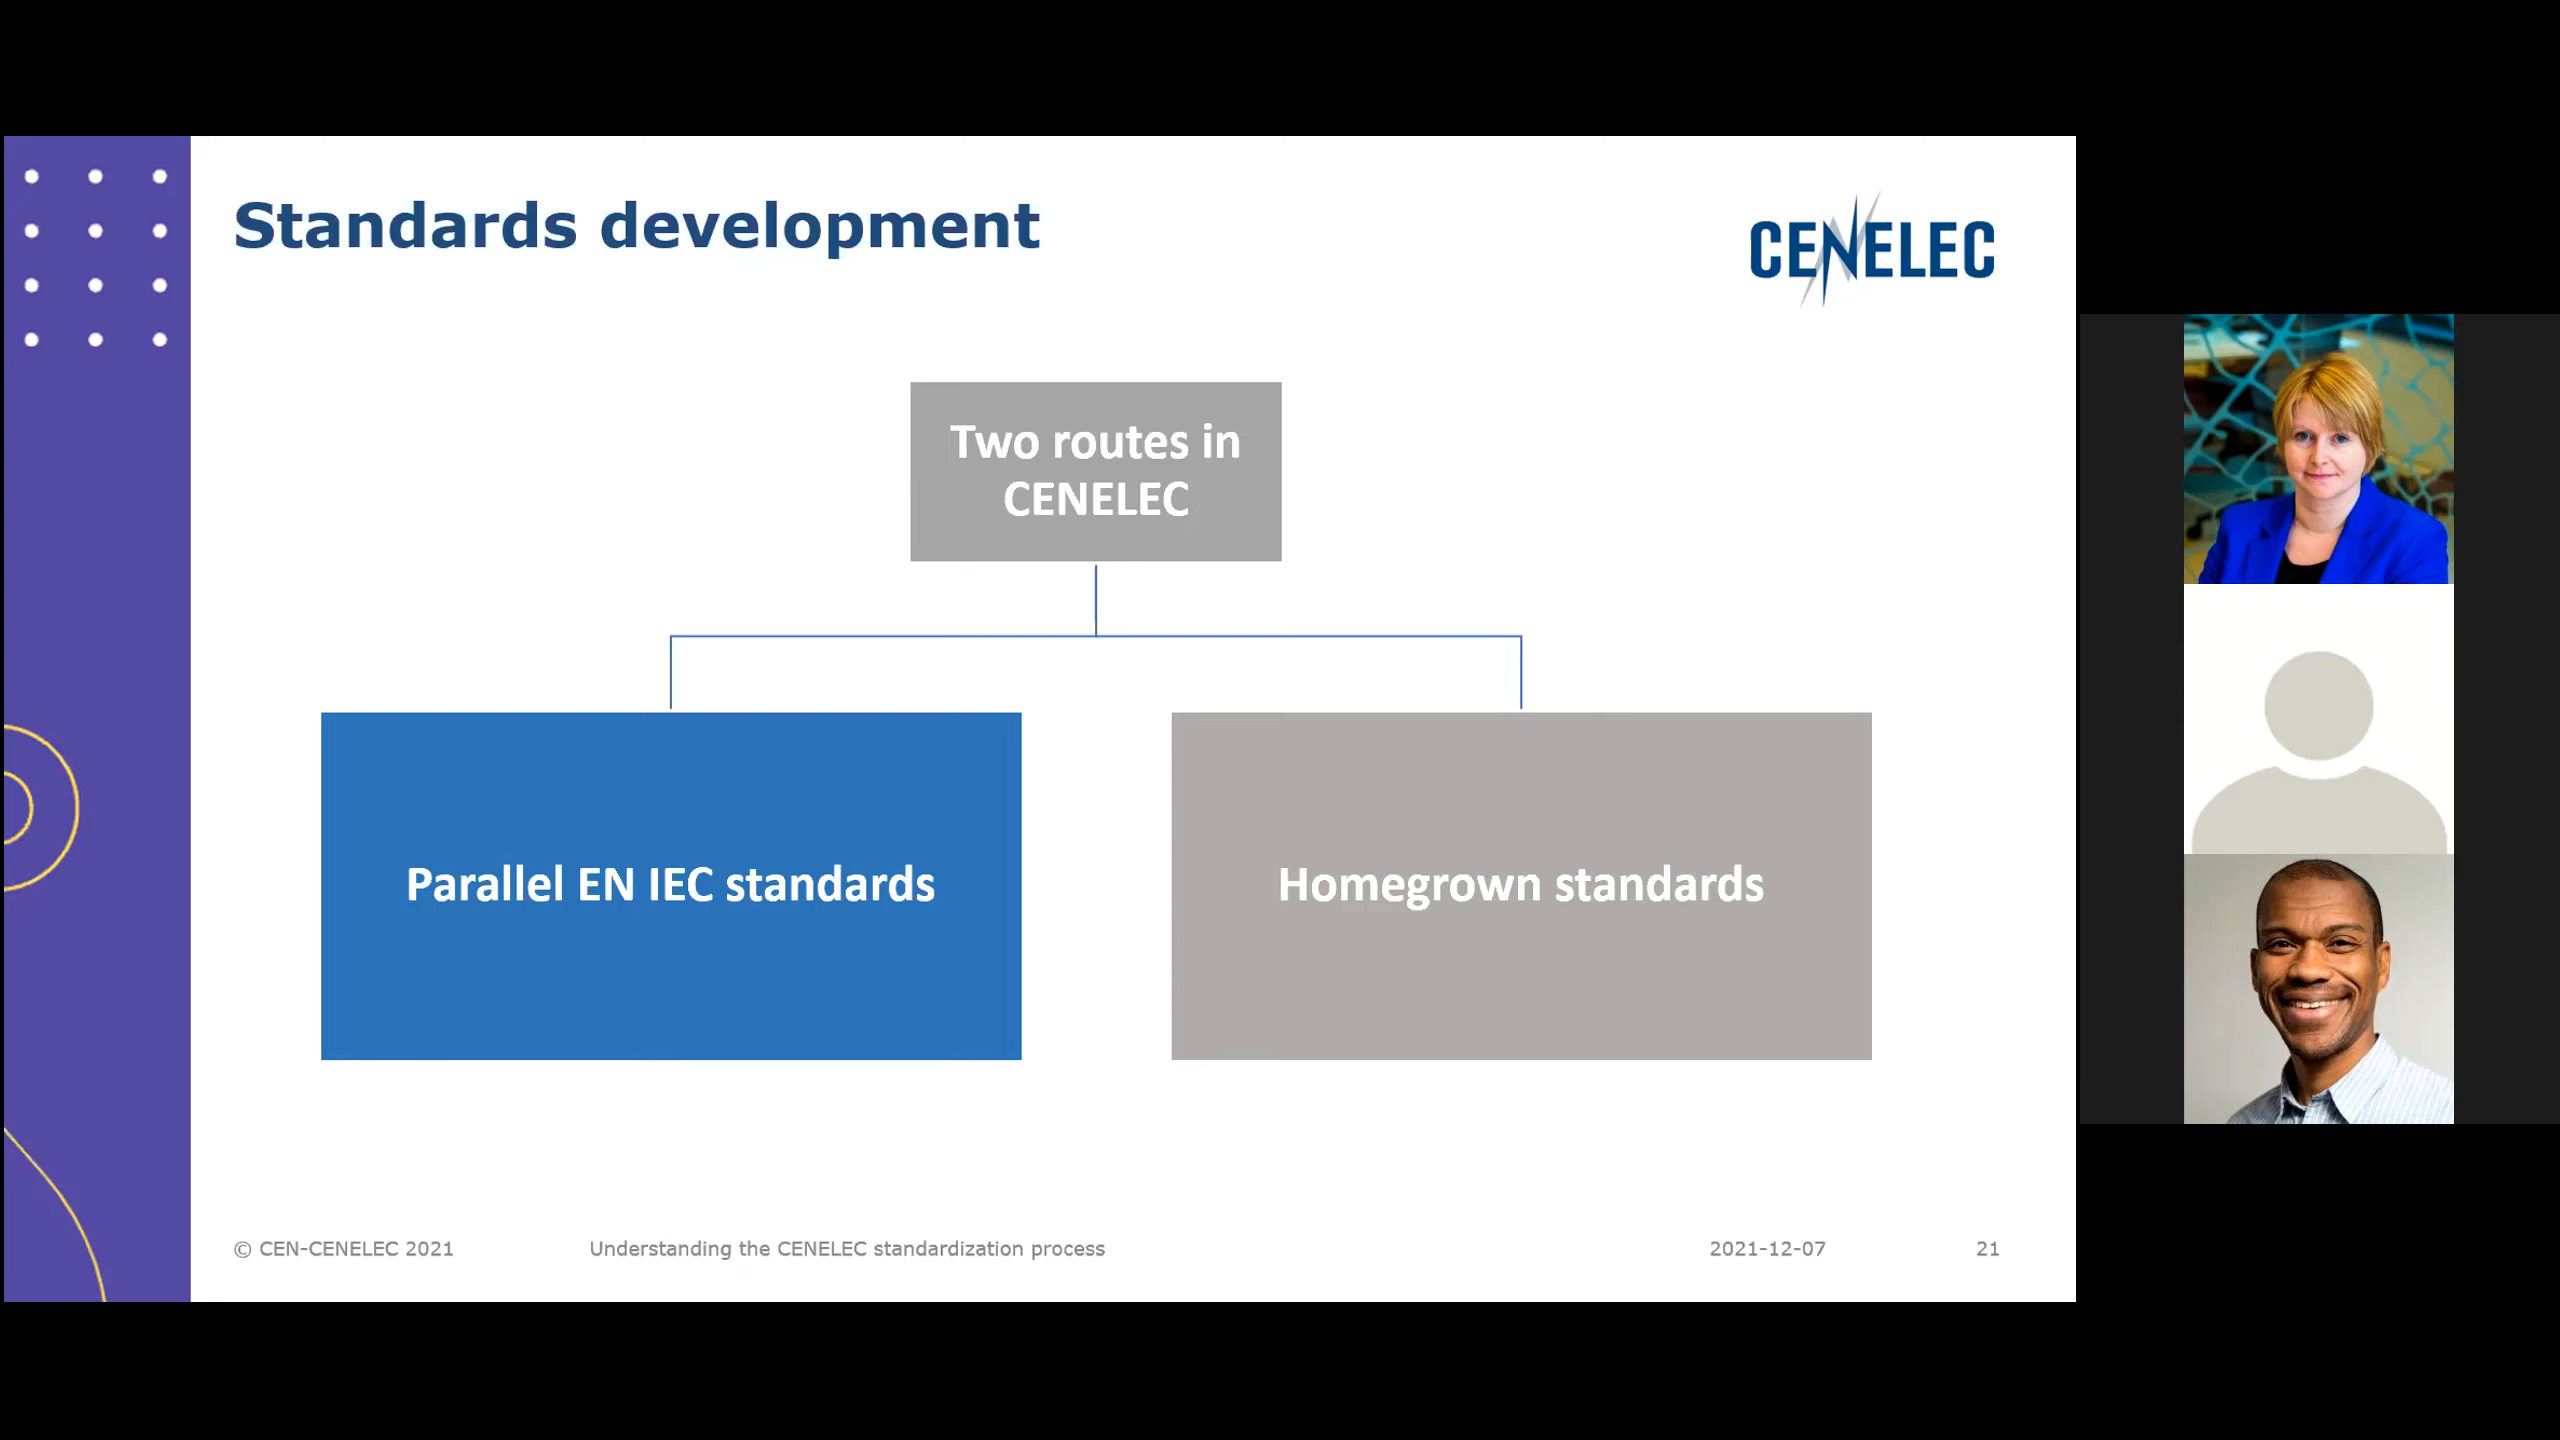 Standards development
CENELEC
Two routes in
CENELEC
Parallel EN IEC standards
Homegrown standards
© CEN-CENELEC 2021
Understanding the CENELEC standardization process
2021-12-07
21